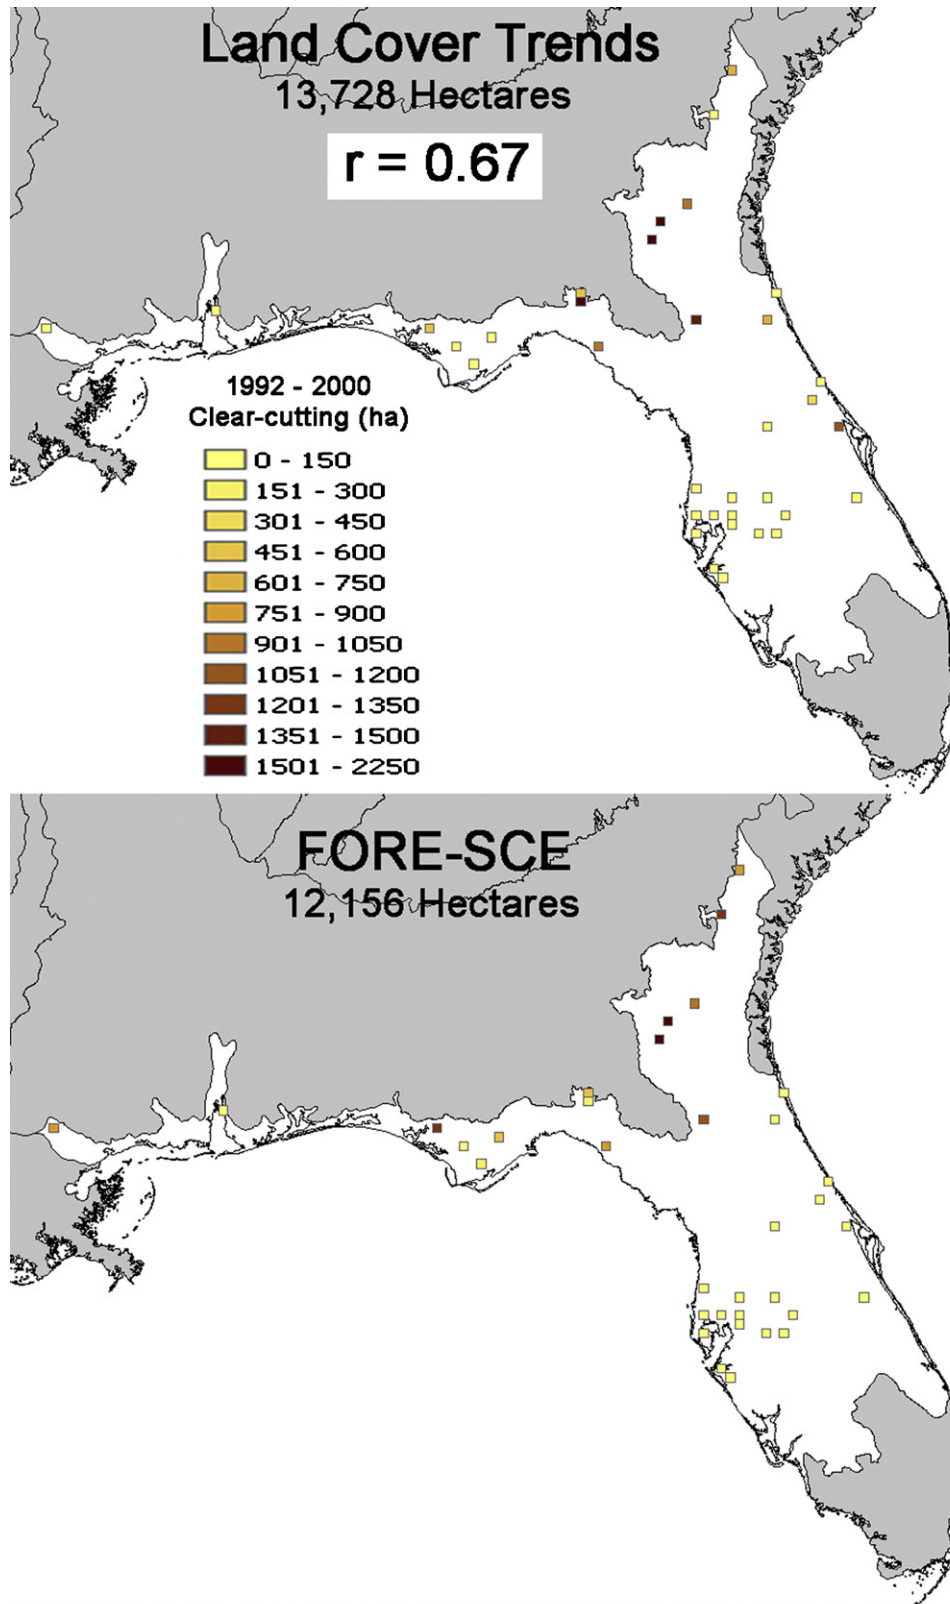 Land Cover Trends
13,728 Hectares
r = 0.67
1992 - 2000
Clear-cutting (ha)
0 - 150
151 - 300
301 - 450
451 - 600
601 - 750
751 - 900
901 - 1050
1051 - 1200
1201 - 1350
1351 - 1500
1501 - 2250
FORE-SCE
12,156 Hectares